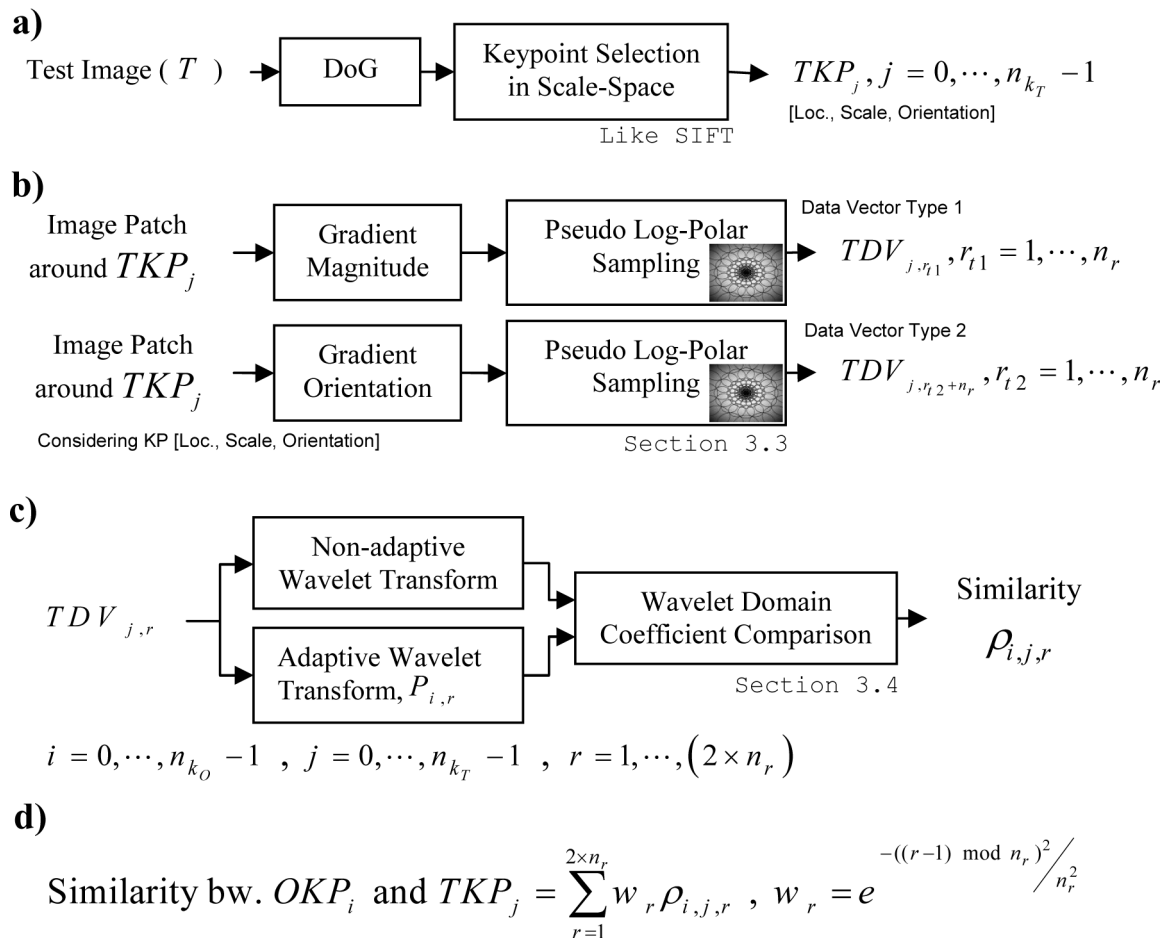 a)
Test Image ( T )
DoG
Keypoint Selection
in Scale-Space
TKP_j , j = 0,⋯, n_{k_T} −1
[Loc., Scale, Orientation]
Like SIFT
b)
Image Patch
around TKP_j
Gradient
Magnitude
Pseudo Log-Polar
Sampling
Data Vector Type 1
TDV_{j,r_{t1}} , r_{t1} = 1,⋯, n_r
Image Patch
around TKP_j
Gradient
Orientation
Pseudo Log-Polar
Sampling
Data Vector Type 2
TDV_{j,r_{t2}+n_r} , r_{t2} = 1,⋯, n_r
Considering KP [Loc., Scale, Orientation]
Section 3.3
c)
TDV_{j,r}
Non-adaptive
Wavelet Transform
Adaptive Wavelet
Transform, P_{i,r}
Wavelet Domain
Coefficient Comparison
Section 3.4
Similarity
ρ_{i,j,r}
i = 0,⋯, n_{k_O} −1 , j = 0,⋯, n_{k_T} −1 , r = 1,⋯,(2 × n_r)
d)
Similarity bw. OKP_i and TKP_j = ∑_{r=1}^{2×n_r} w_r ρ_{i,j,r} , w_r = e^{−((r−1) mod n_r)^2 / n_r^2}